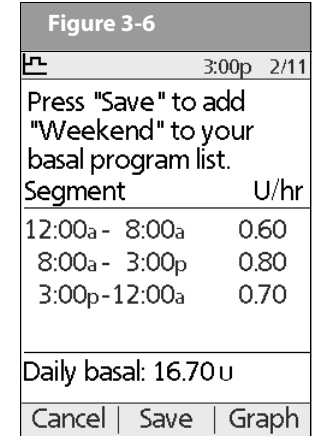 Figure 3-6
3:00p 2/11
Press "Save" to add
"Weekend" to your
basal program list.
Segment U/hr
12:00a - 8:00a 0.60
8:00a - 3:00p 0.80
3:00p-12:00a 0.70
Daily basal: 16.70 U
Cancel | Save | Graph